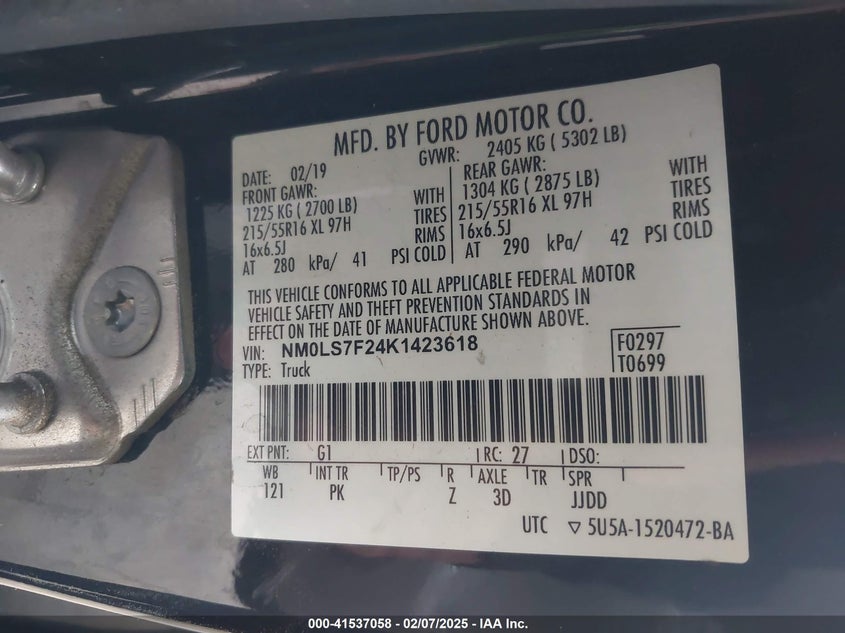 MFD. BY FORD MOTOR CO.
DATE: 02/19 GVWR: 2405 KG ( 5302 LB)
FRONT GAWR: REAR GAWR:
1225 KG ( 2700 LB) WITH 1304 KG ( 2875 LB) WITH
215/55R16 XL 97H TIRES 215/55R16 XL 97H TIRES
16x6.5J RIMS 16x6.5J RIMS
AT 280 kPa/ 41 PSI COLD AT 290 kPa/ 42 PSI COLD
THIS VEHICLE CONFORMS TO ALL APPLICABLE FEDERAL MOTOR
VEHICLE SAFETY AND THEFT PREVENTION STANDARDS IN
EFFECT ON THE DATE OF MANUFACTURE SHOWN ABOVE.
VIN: NM0LS7F24K1423618 F0297
TYPE: Truck T0699
EXT PNT: G1 RC: 27 DSO:
WB INT TR TP/PS R AXLE TR SPR
121 PK Z 3D JJDD
UTC ▽ 5U5A-1520472-BA
000-41537058 - 02/07/2025 - IAA Inc.